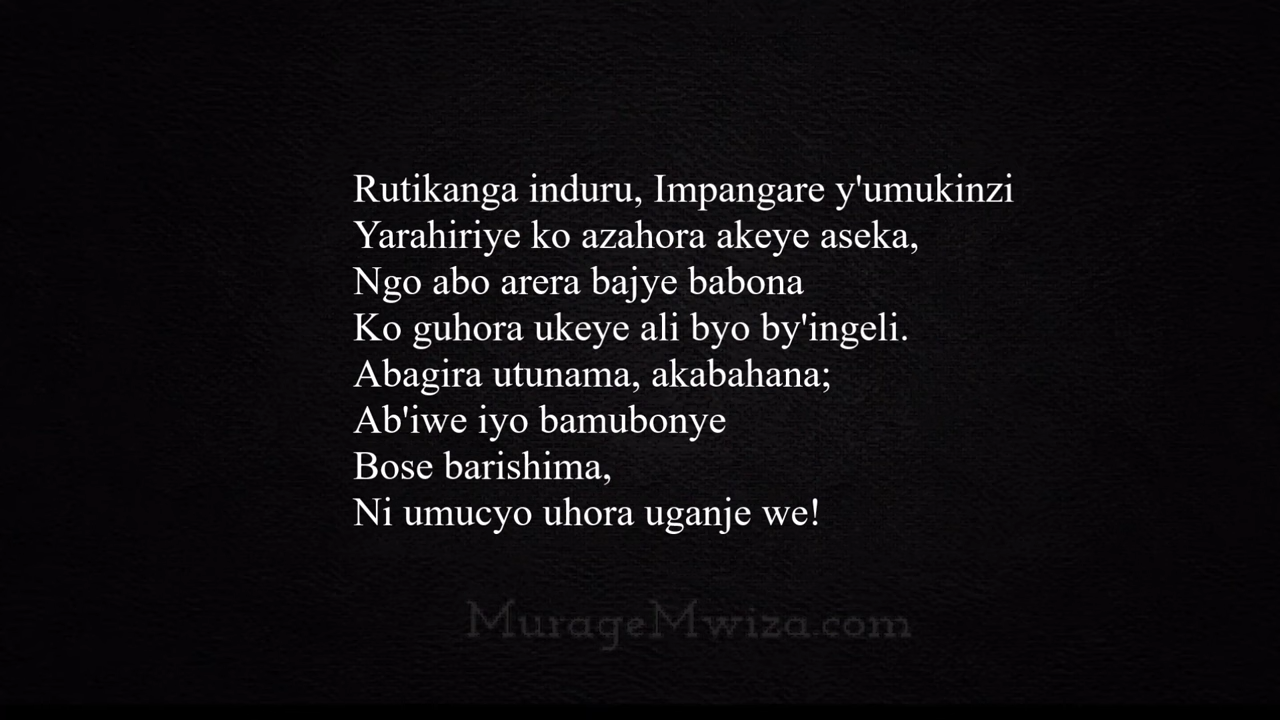 Rutikanga induru, Impangare y'umukinzi
Yarahiriye ko azahora akeye aseka,
Ngo abo arera bajye babona
Ko guhora ukeye ali byo by'ingeli.
Abagira utunama, akabahana;
Ab'iwe iyo bamubonye
Bose barishima,
Ni umucyo uhora uganje we!
MurageMwiza.com